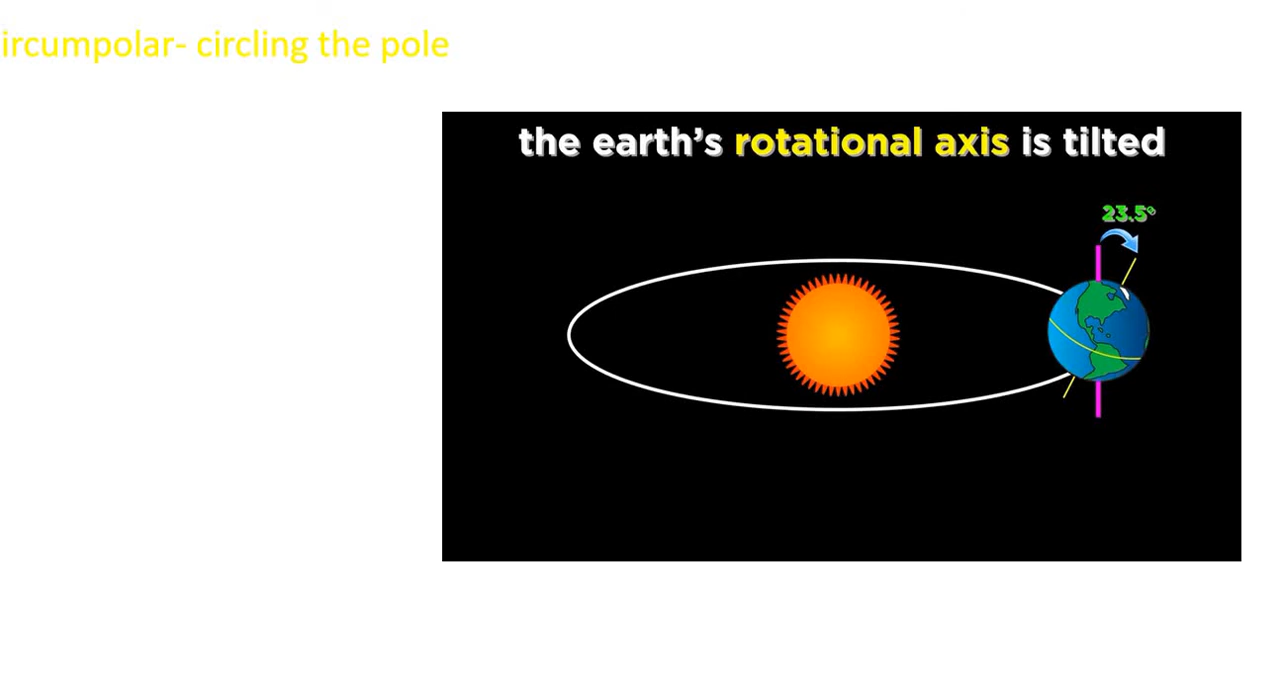 ircumpolar- circling the pole
the earth's rotational axis is tilted
23.5°